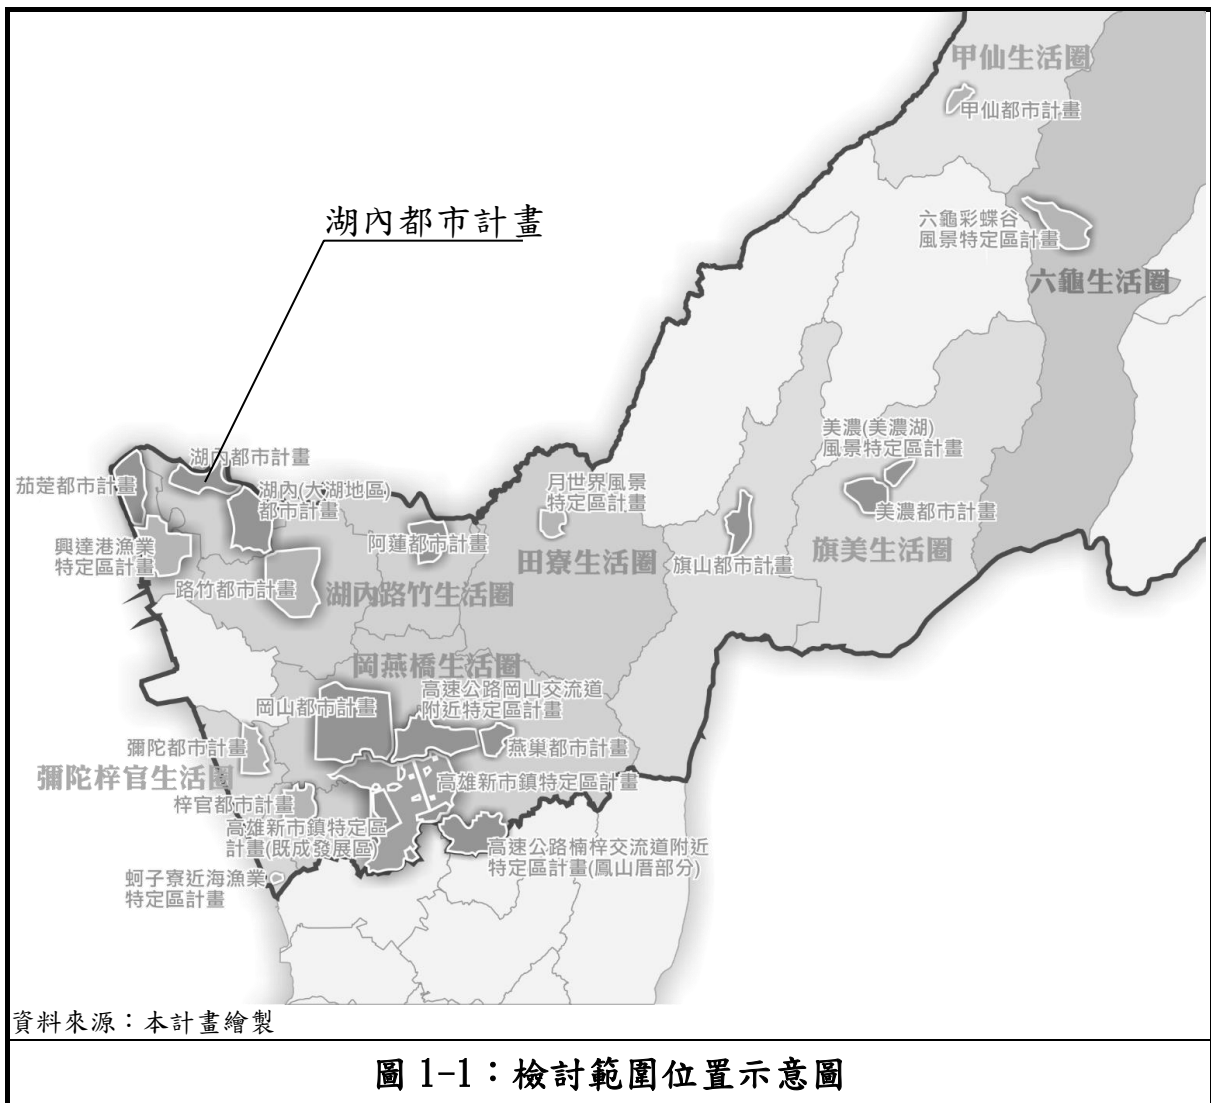 甲仙生活圈
甲仙都市計畫
湖內都市計畫
六龜彩蝶谷
風景特定區計畫
六龜生活圈
美濃(美濃湖)
風景特定區計畫
湖內都市計畫
茄萣都市計畫
湖內(大湖地區)
都市計畫
月世界風景
特定區計畫
美濃都市計畫
興達港漁業
特定區計畫
阿蓮都市計畫
田寮生活圈
旗山都市計畫
旗美生活圈
路竹都市計畫
湖內路竹生活圈
岡燕橋生活圈
岡山都市計畫
高速公路岡山交流道
附近特定區計畫
彌陀都市計畫
燕巢都市計畫
彌陀梓官生活圈
高雄新市鎮特定區計畫
梓官都市計畫
高雄新市鎮特定區
計畫(既成發展區)
高速公路楠梓交流道附近
特定區計畫(鳳山厝部分)
蚵子寮近海漁業
特定區計畫
資料來源：本計畫繪製
圖 1-1：檢討範圍位置示意圖